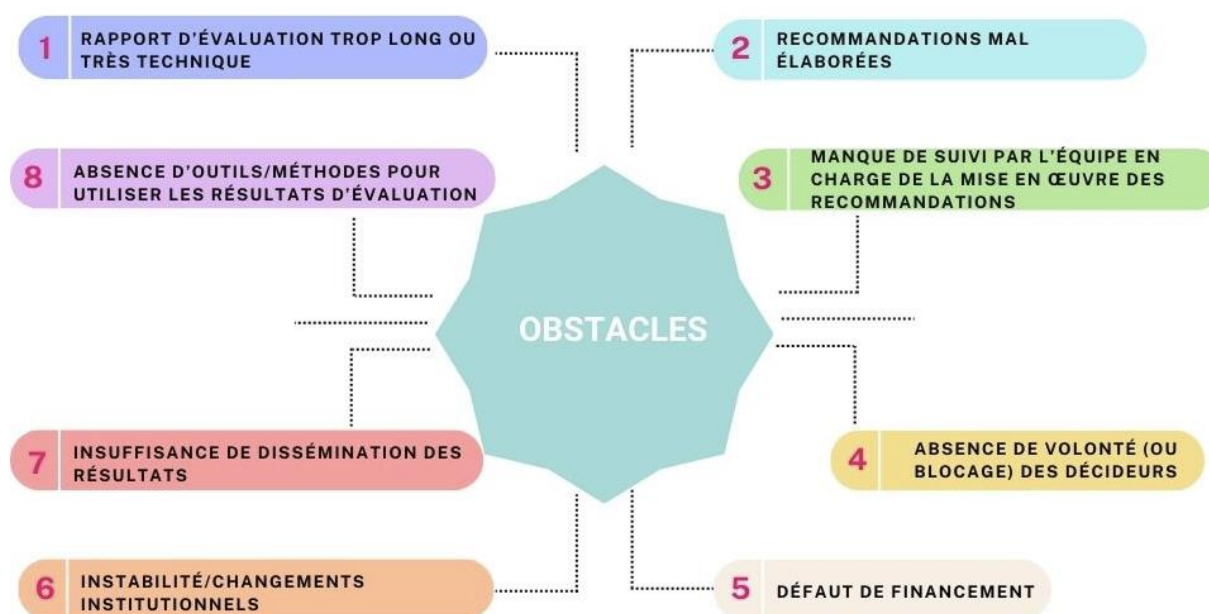 1
RAPPORT D'ÉVALUATION TROP LONG OU
TRÈS TECHNIQUE
2
RECOMMANDATIONS MAL
ÉLABORÉES
8
ABSENCE D'OUTILS/MÉTHODES POUR
UTILISER LES RÉSULTATS D'ÉVALUATION
3
MANQUE DE SUIVI PAR L'ÉQUIPE EN
CHARGE DE LA MISE EN ŒUVRE DES
RECOMMANDATIONS
OBSTACLES
7
INSUFFISANCE DE DISSÉMINATION DES
RÉSULTATS
4
ABSENCE DE VOLONTÉ (OU
BLOCAGE) DES DÉCIDEURS
6
INSTABILITÉ/CHANGEMENTS
INSTITUTIONNELS
5
DÉFAUT DE FINANCEMENT